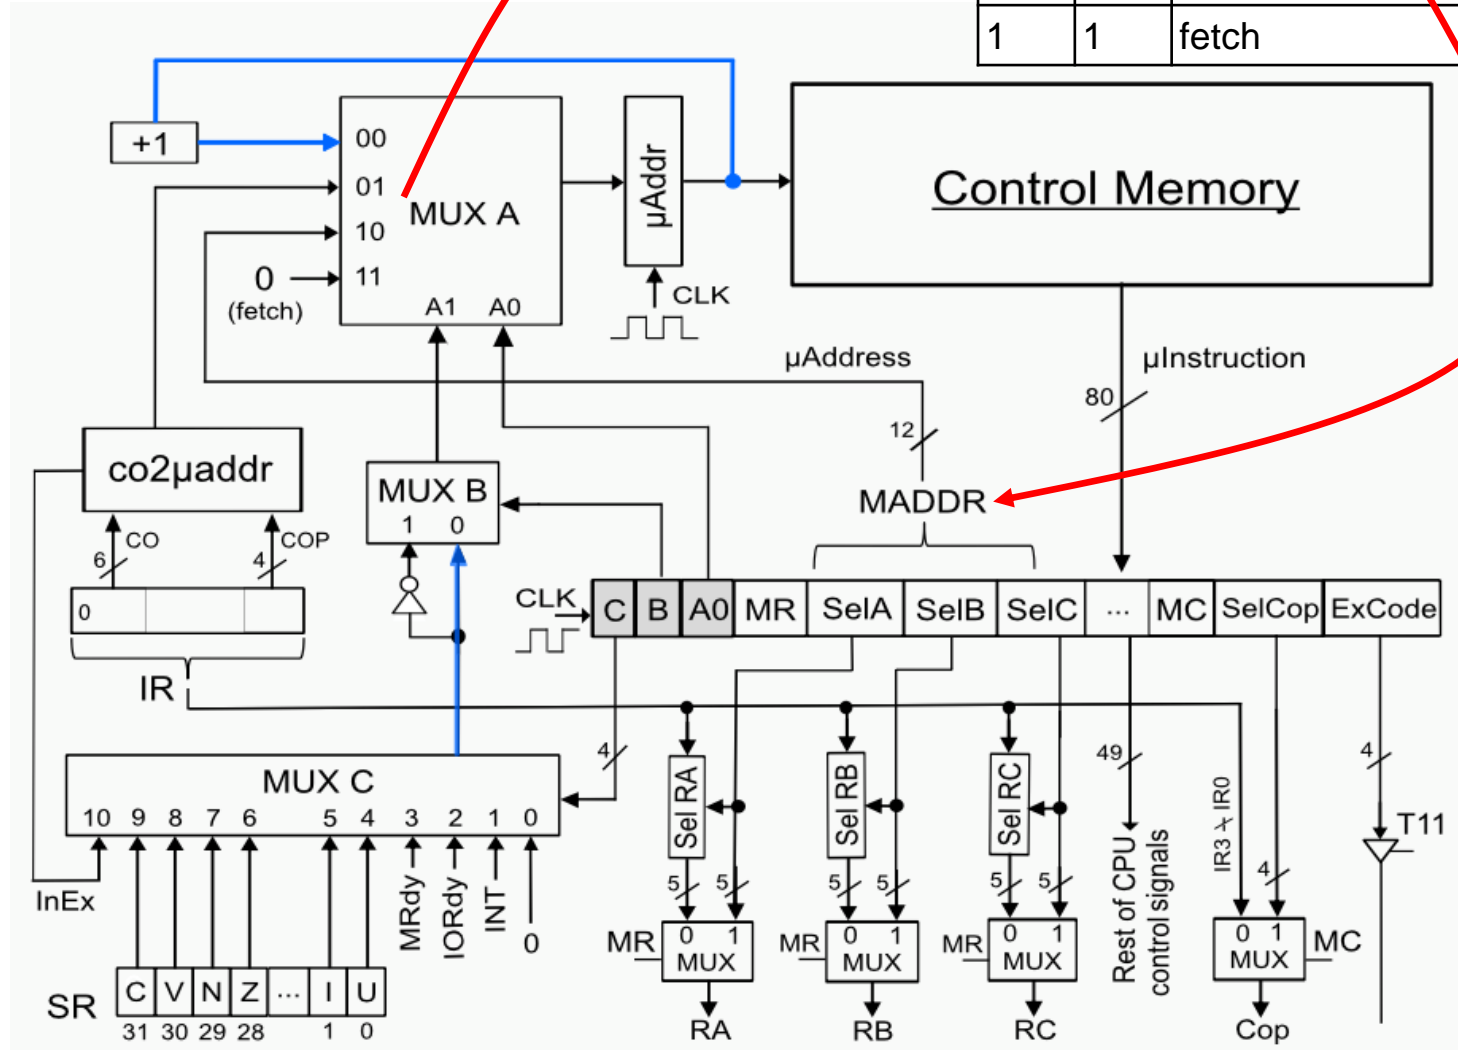 1 1 fetch
+1
00
01
10
11
MUX A
A1 A0
0
(fetch)
µAddr
CLK
Control Memory
µAddress
µInstruction
80
12
co2µaddr
MUX B
1 0
MADDR
CO
COP
6
4
0
IR
CLK
C B A0 MR SelA SelB SelC ... MC SelCop ExCode
MUX C
10 9 8 7 6 5 4 3 2 1 0
4
InEx
MRdy
IORdy
INT
0
SR
C V N Z ... I U
31 30 29 28 1 0
Sel RA
Sel RB
Sel RC
5 5
5 5
5 5
49
Rest of CPU
control signals
IR3 IR0
4
4
T11
MR
0 1
MUX
RA
MR
0 1
MUX
RB
MR
0 1
MUX
RC
0 1
MUX
MC
Cop